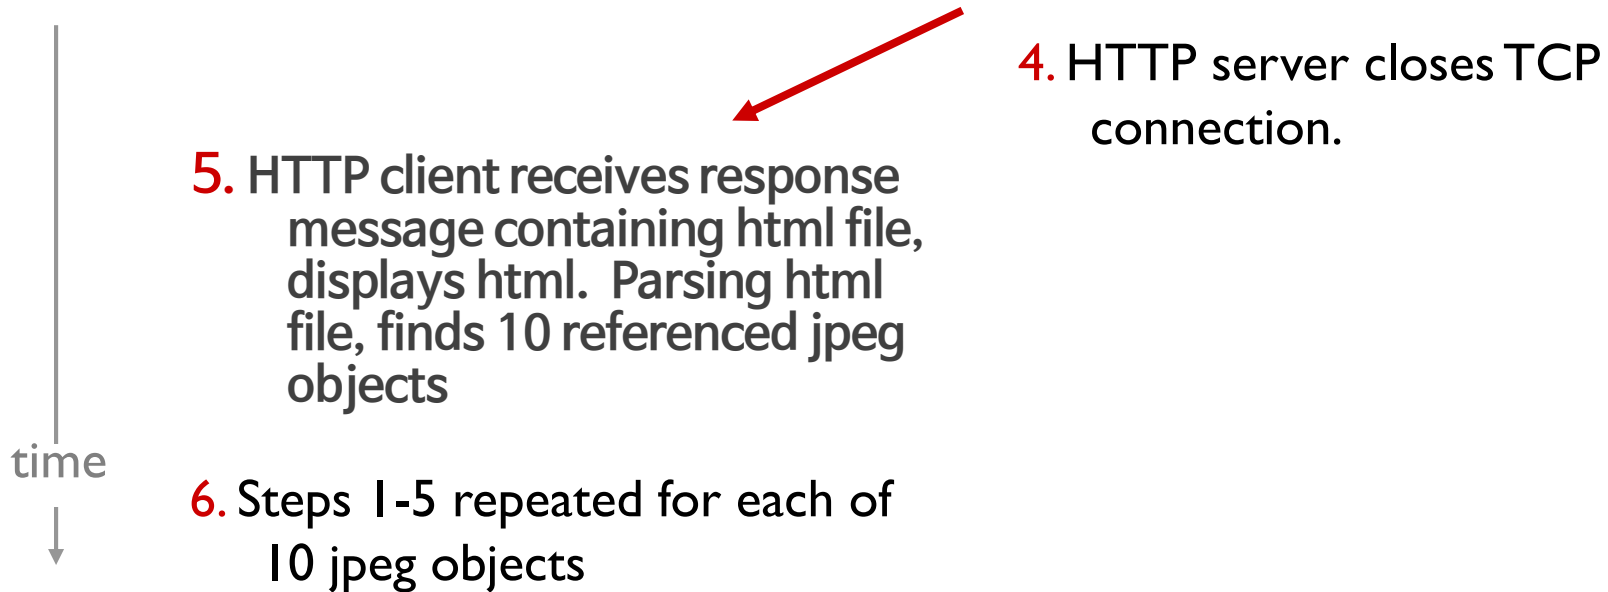 4. HTTP server closes TCP
connection.
5. HTTP client receives response
message containing html file,
displays html.  Parsing html
file, finds 10 referenced jpeg
objects
time
6. Steps 1-5 repeated for each of
10 jpeg objects